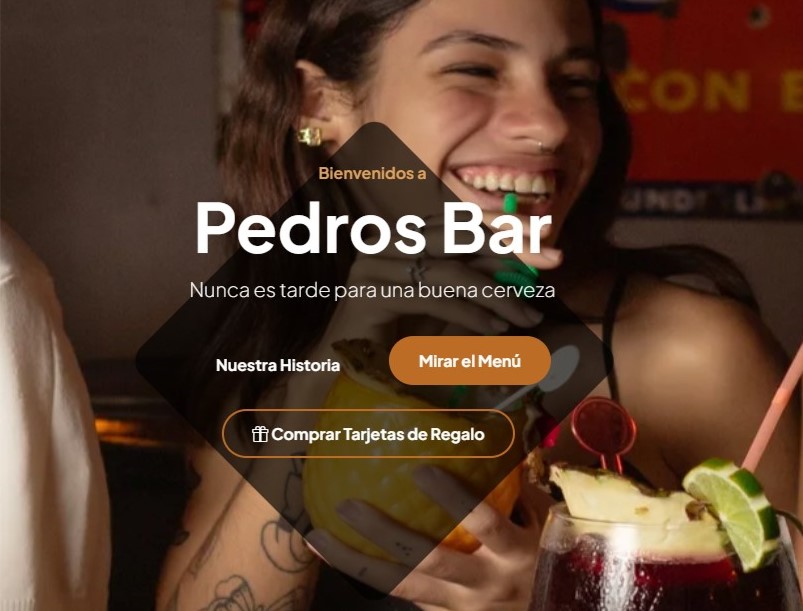 CON
Bienvenidos a
Pedros Bar
Nunca es tarde para una buena cerveza
Nuestra Historia
Mirar el Menú
Comprar Tarjetas de Regalo